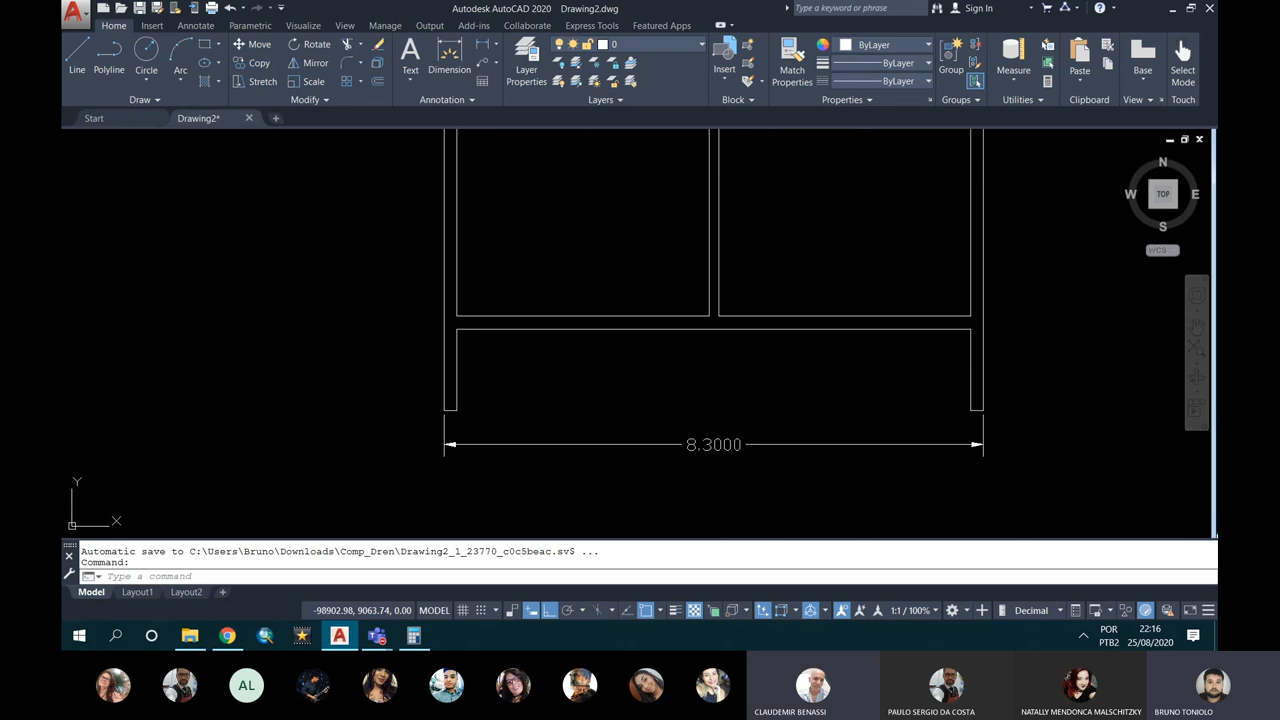 Autodesk AutoCAD 2020 Drawing2.dwg
Type a keyword or phrase
Sign In
Home Insert Annotate Parametric Visualize View Manage Output Add-ins Collaborate Express Tools Featured Apps
Line Polyline Circle Arc
Move Rotate
Copy Mirror
Stretch Scale
Text Dimension
Layer Properties
0
Insert
Match Properties
ByLayer
ByLayer
ByLayer
Group
Measure
Paste
Base
Select Mode
Draw Modify Annotation Layers Block Properties Groups Utilities Clipboard View Touch
Start Drawing2*
N
W TOP E
S
WCS
8.3000
Y
X
Automatic save to C:\Users\Bruno\Downloads\Comp_Dren\Drawing2_1_23770_c0c5beac.sv$ ...
Command:
Type a command
Model Layout1 Layout2
-98902.98, 9063.74, 0.00 MODEL 1:1 / 100% Decimal
POR 22:16
PTB2 25/08/2020
AL
CLAUDEMIR BENASSI PAULO SERGIO DA COSTA NATALLY MENDONCA MALSCHITZKY BRUNO TONIOLO